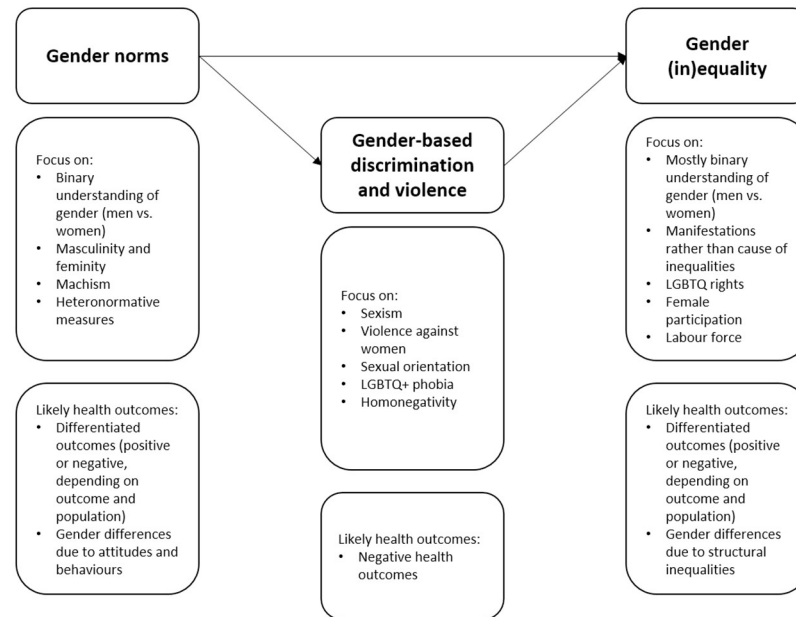 Gender norms
Focus on:
• Binary
understanding of
gender (men vs.
women)
• Masculinity and
feminity
• Machism
• Heteronormative
measures
Likely health outcomes:
• Differentiated
outcomes (positive
or negative,
depending on
outcome and
population)
• Gender differences
due to attitudes and
behaviours
Gender-based
discrimination
and violence
Focus on:
• Sexism
• Violence against
women
• Sexual orientation
• LGBTQ+ phobia
• Homonegativity
Likely health outcomes:
• Negative health
outcomes
Gender
(in)equality
Focus on:
• Mostly binary
understanding of
gender (men vs.
women)
• Manifestations
rather than cause of
inequalities
• LGBTQ rights
• Female
participation
• Labour force
Likely health outcomes:
• Differentiated
outcomes (positive
or negative,
depending on
outcome and
population)
• Gender differences
due to structural
inequalities